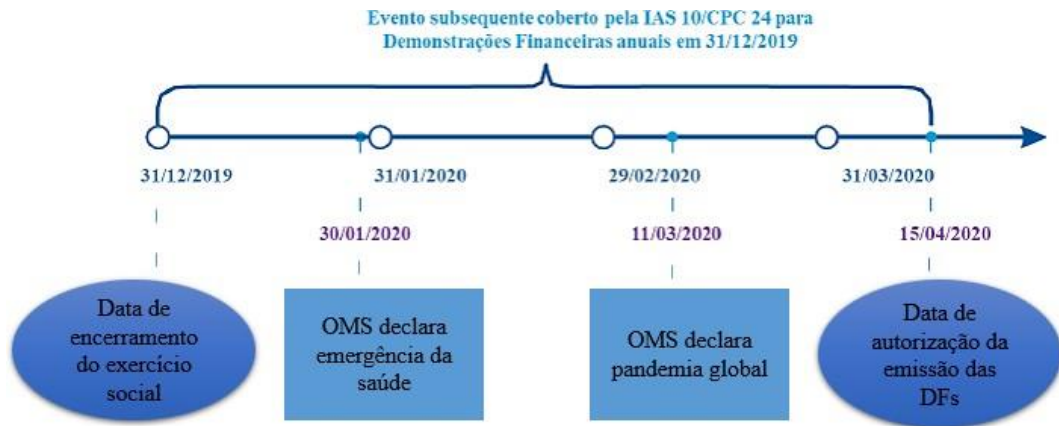 Evento subsequente coberto pela IAS 10/CPC 24 para
Demonstrações Financeiras anuais em 31/12/2019
31/12/2019
31/01/2020
29/02/2020
31/03/2020
30/01/2020
11/03/2020
15/04/2020
Data de
encerramento
do exercício
social
OMS declara
emergência da
saúde
OMS declara
pandemia global
Data de
autorização da
emissão das
DFs